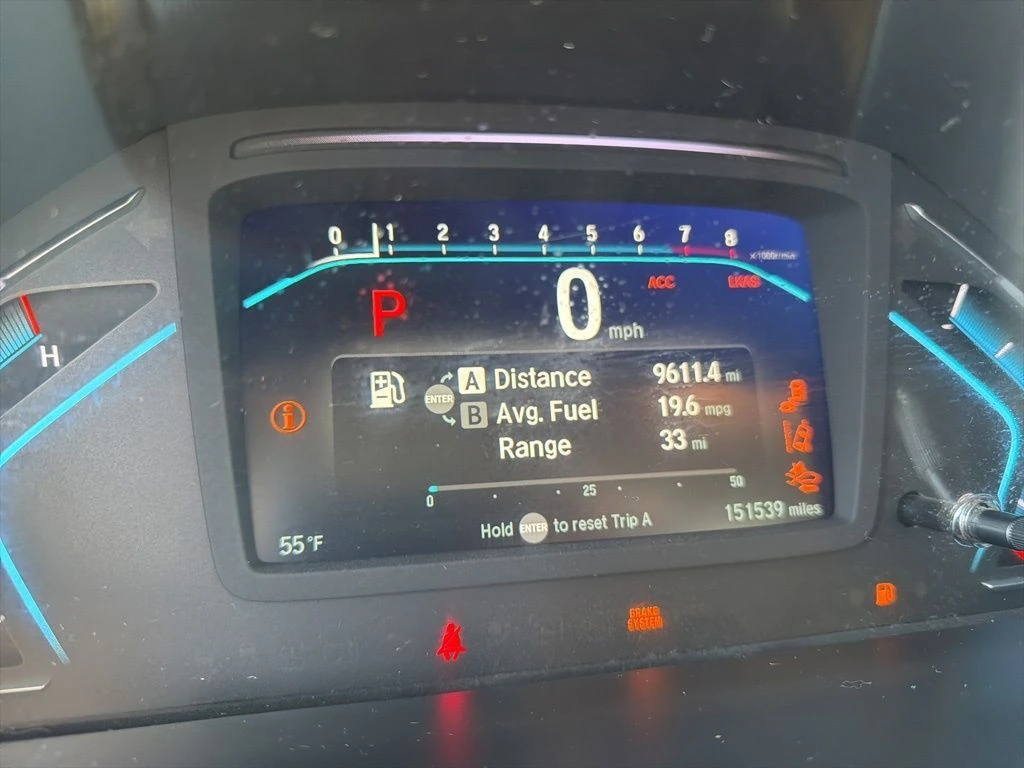 0 1 2 3 4 5 6 7 8
x1000r/min
P 0 mph ACC LKAS
H
A Distance 9611.4 mi
ENTER
B Avg. Fuel 19.6 mpg
Range 33 mi
0 25 50
Hold ENTER to reset Trip A
151539 miles
55°F
BRAKE
SYSTEM